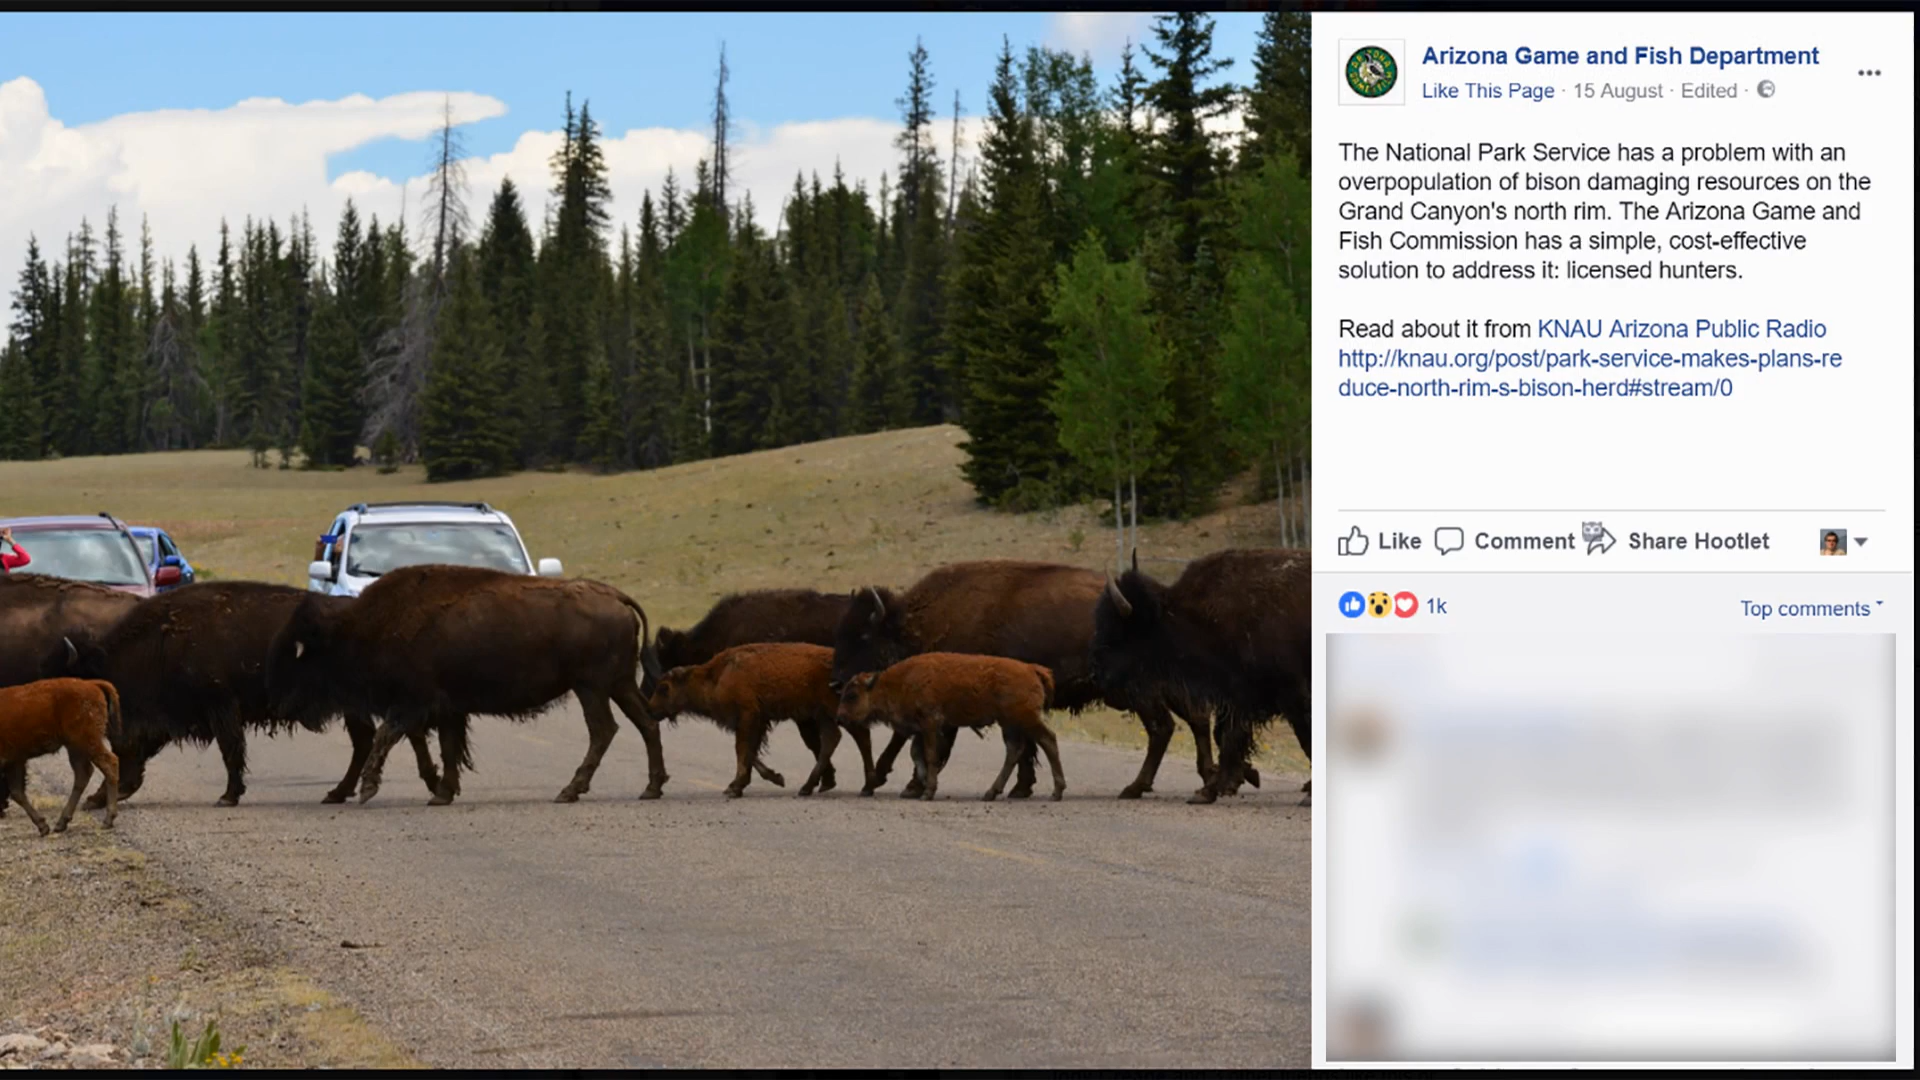 Arizona Game and Fish Department
Like This Page · 15 August · Edited ·
The National Park Service has a problem with an
overpopulation of bison damaging resources on the
Grand Canyon's north rim. The Arizona Game and
Fish Commission has a simple, cost-effective
solution to address it: licensed hunters.
Read about it from KNAU Arizona Public Radio
http://knau.org/post/park-service-makes-plans-re
duce-north-rim-s-bison-herd#stream/0
Like Comment Share Hootlet
1k Top comments